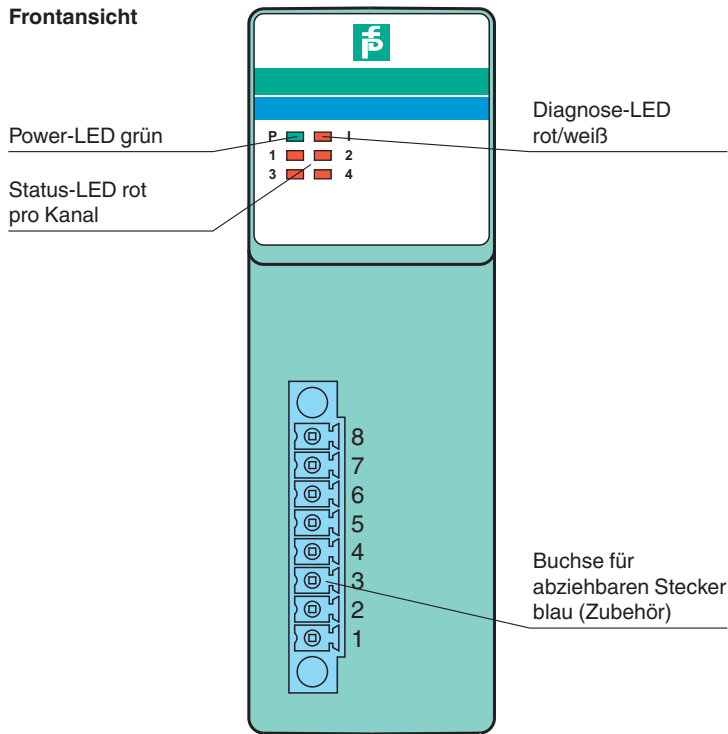 Frontansicht
Power-LED grün
Status-LED rot
pro Kanal
Diagnose-LED
rot/weiß
P I
1 2
3 4
8
7
6
5
4
3
2
1
Buchse für
abziehbaren Stecker
blau (Zubehör)